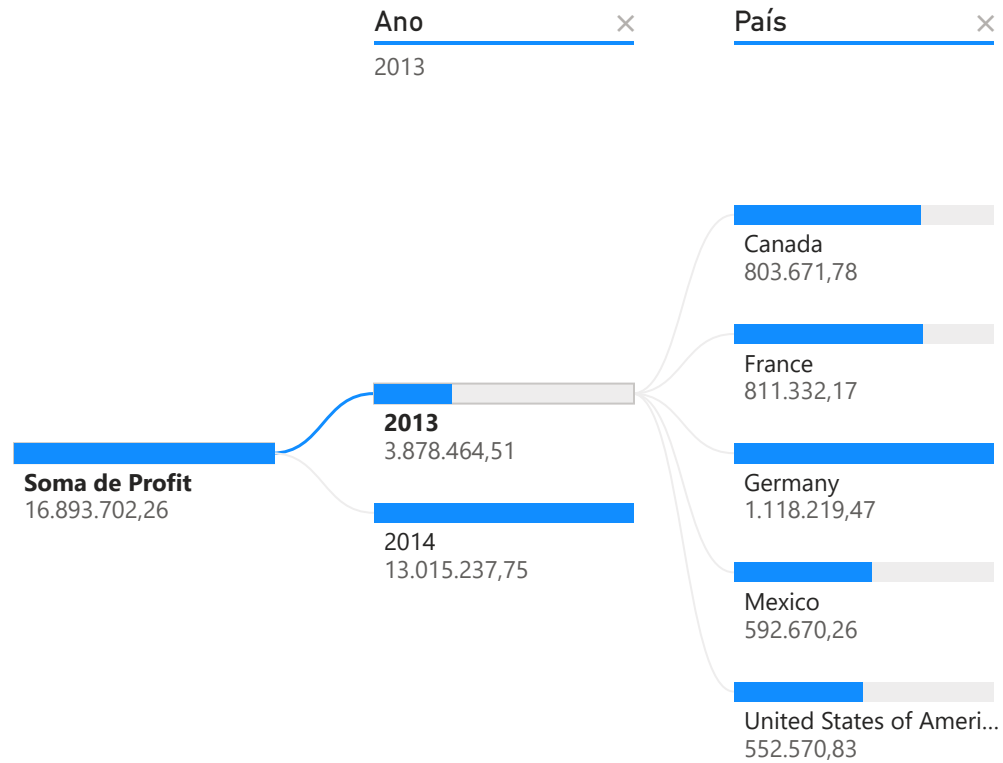 Ano
País
2013
Canada
803.671,78
France
811.332,17
2013
3.878.464,51
Soma de Profit
16.893.702,26
Germany
1.118.219,47
2014
13.015.237,75
Mexico
592.670,26
United States of Ameri...
552.570,83